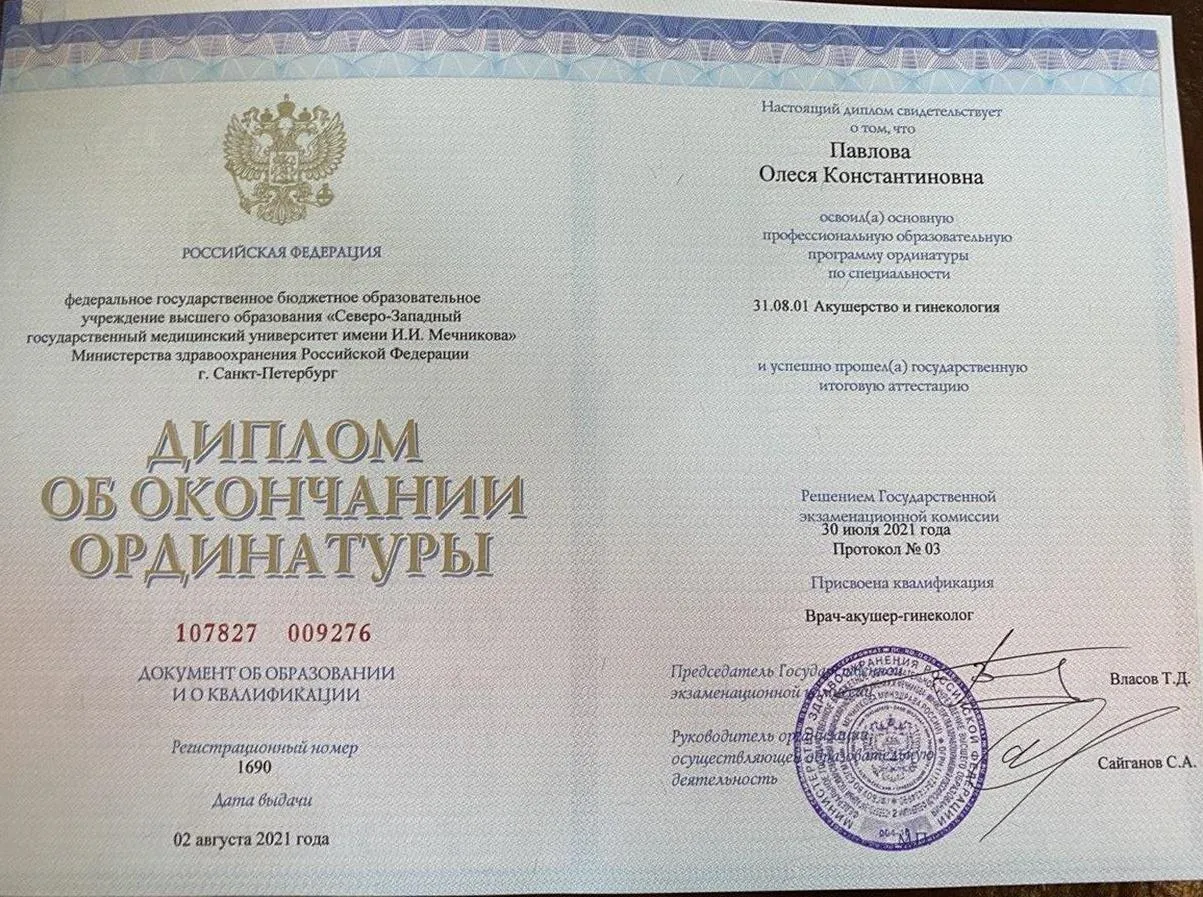 РОССИЙСКАЯ ФЕДЕРАЦИЯ
федеральное государственное бюджетное образовательное
учреждение высшего образования «Северо-Западный
государственный медицинский университет имени И.И. Мечникова»
Министерства здравоохранения Российской Федерации
г. Санкт-Петербург
ДИПЛОМ
ОБ ОКОНЧАНИИ
ОРДИНАТУРЫ
107827 009276
ДОКУМЕНТ ОБ ОБРАЗОВАНИИ
И О КВАЛИФИКАЦИИ
Регистрационный номер
1690
Дата выдачи
02 августа 2021 года
Настоящий диплом свидетельствует
о том, что
Павлова
Олеся Константиновна
освоил(а) основную
профессиональную образовательную
программу ординатуры
по специальности
31.08.01 Акушерство и гинекология
и успешно прошел(а) государственную
итоговую аттестацию
Решением Государственной
экзаменационной комиссии
30 июля 2021 года
Протокол № 03
Присвоена квалификация
Врач-акушер-гинеколог
Председатель Государственной
экзаменационной комиссии
Власов Т.Д.
Руководитель организации,
осуществляющей образовательную
деятельность
Сайганов С.А.
М.П.
МИНИСТЕРСТВО ЗДРАВООХРАНЕНИЯ РОССИЙСКОЙ ФЕДЕРАЦИИ